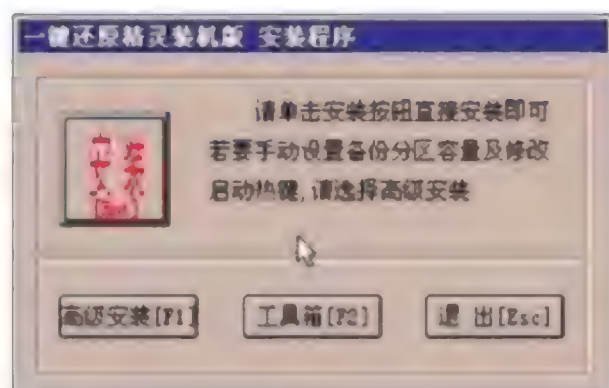 一键还原精灵装机版 安装程序
请单击安装按钮直接安装即可
若要手动设置备份分区容量及修改
启动热键,请选择高级安装
高级安装[F1]
工具箱[F2]
退 出[Esc]